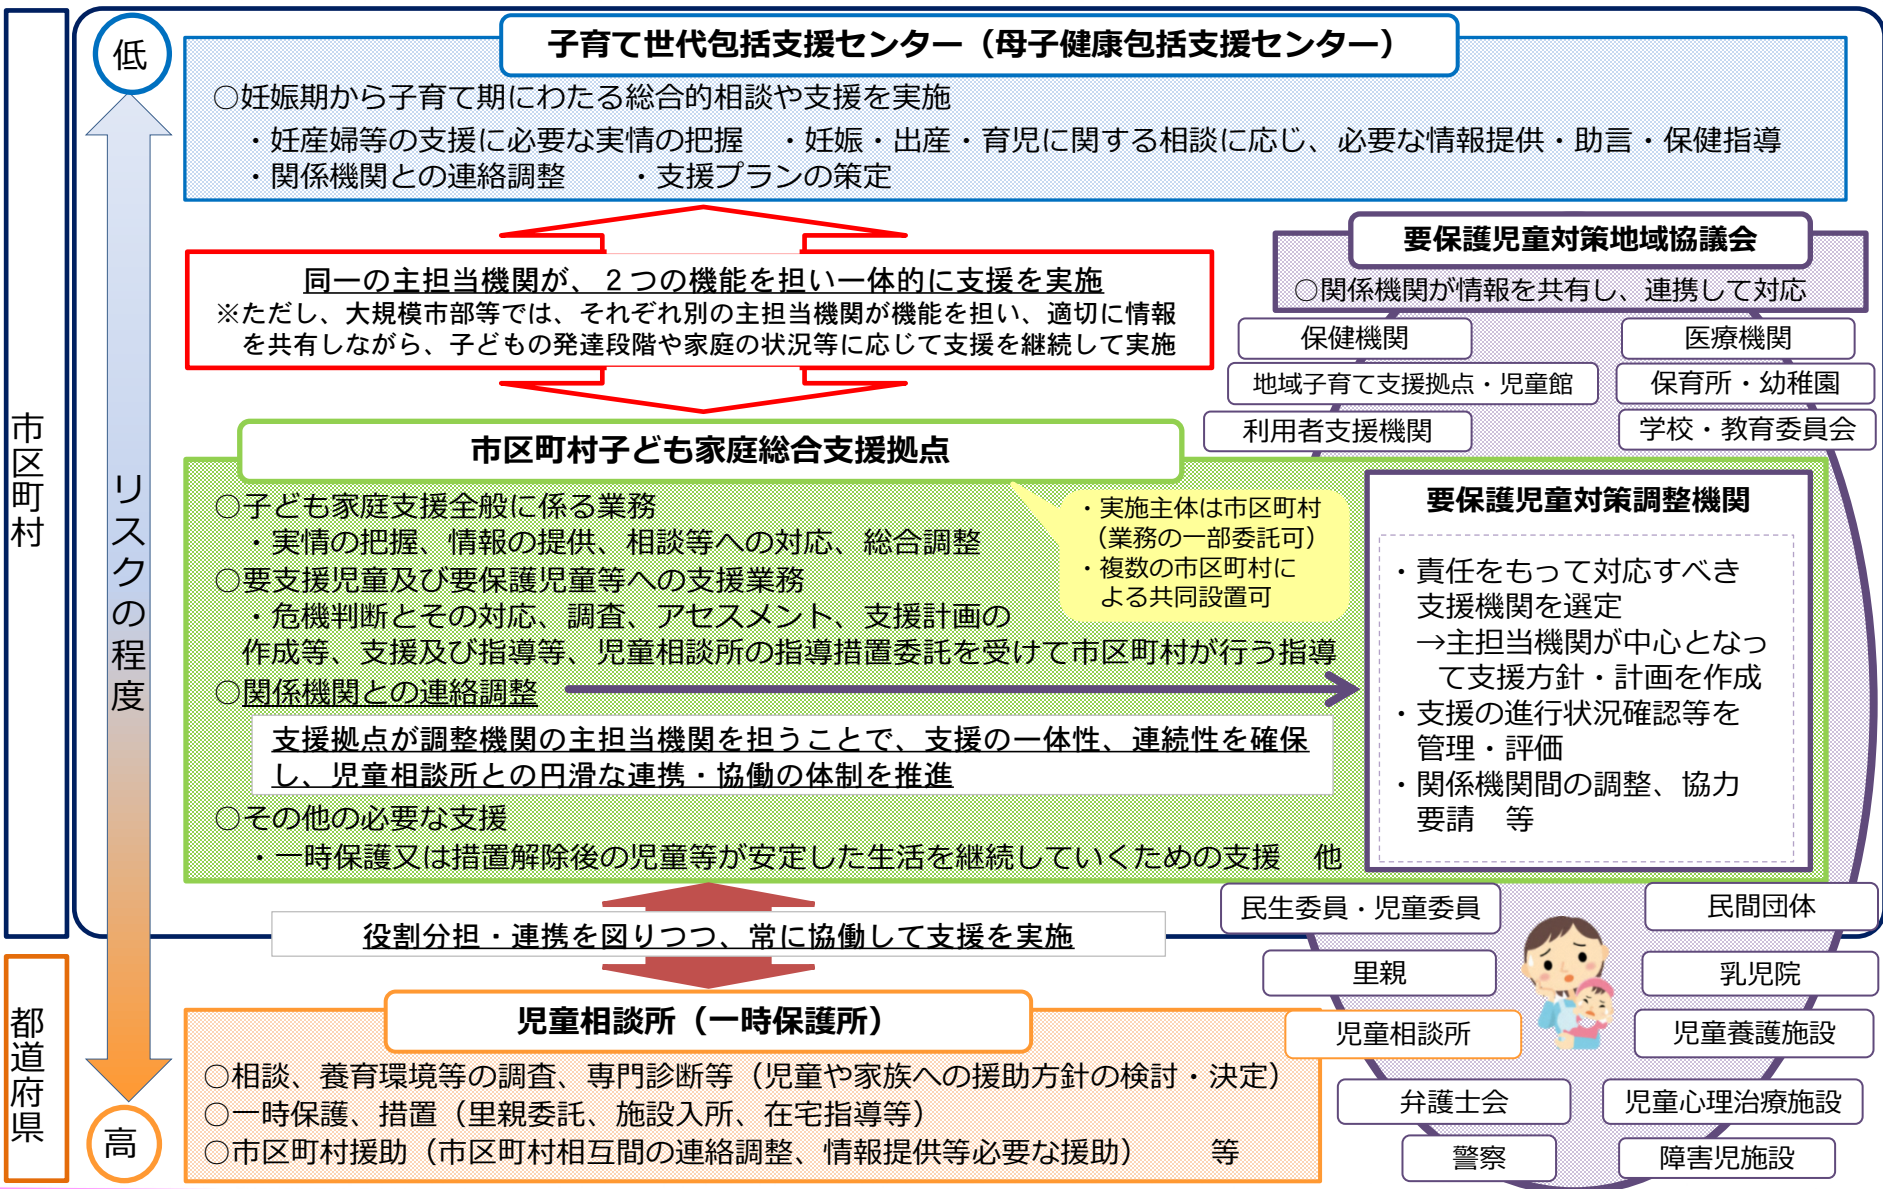 市区町村
都道府県
低
リスクの程度
高
子育て世代包括支援センター（母子健康包括支援センター）
○妊娠期から子育て期にわたる総合的相談や支援を実施
・妊産婦等の支援に必要な実情の把握　・妊娠・出産・育児に関する相談に応じ、必要な情報提供・助言・保健指導
・関係機関との連絡調整　　・支援プランの策定
同一の主担当機関が、２つの機能を担い一体的に支援を実施
※ただし、大規模市部等では、それぞれ別の主担当機関が機能を担い、適切に情報
を共有しながら、子どもの発達段階や家庭の状況等に応じて支援を継続して実施
要保護児童対策地域協議会
○関係機関が情報を共有し、連携して対応
保健機関
医療機関
地域子育て支援拠点・児童館
保育所・幼稚園
利用者支援機関
学校・教育委員会
市区町村子ども家庭総合支援拠点
○子ども家庭支援全般に係る業務
・実情の把握、情報の提供、相談等への対応、総合調整
○要支援児童及び要保護児童等への支援業務
・危機判断とその対応、調査、アセスメント、支援計画の
作成等、支援及び指導等、児童相談所の指導措置委託を受けて市区町村が行う指導
○関係機関との連絡調整
支援拠点が調整機関の主担当機関を担うことで、支援の一体性、連続性を確保
し、児童相談所との円滑な連携・協働の体制を推進
○その他の必要な支援
・一時保護又は措置解除後の児童等が安定した生活を継続していくための支援　他
・実施主体は市区町村
（業務の一部委託可）
・複数の市区町村に
よる共同設置可
要保護児童対策調整機関
・責任をもって対応すべき
支援機関を選定
→主担当機関が中心となっ
て支援方針・計画を作成
・支援の進行状況確認等を
管理・評価
・関係機関間の調整、協力
要請　等
役割分担・連携を図りつつ、常に協働して支援を実施
民生委員・児童委員
民間団体
里親
乳児院
児童相談所
児童養護施設
弁護士会
児童心理治療施設
警察
障害児施設
児童相談所（一時保護所）
○相談、養育環境等の調査、専門診断等（児童や家族への援助方針の検討・決定）
○一時保護、措置（里親委託、施設入所、在宅指導等）
○市区町村援助（市区町村相互間の連絡調整、情報提供等必要な援助）　　等